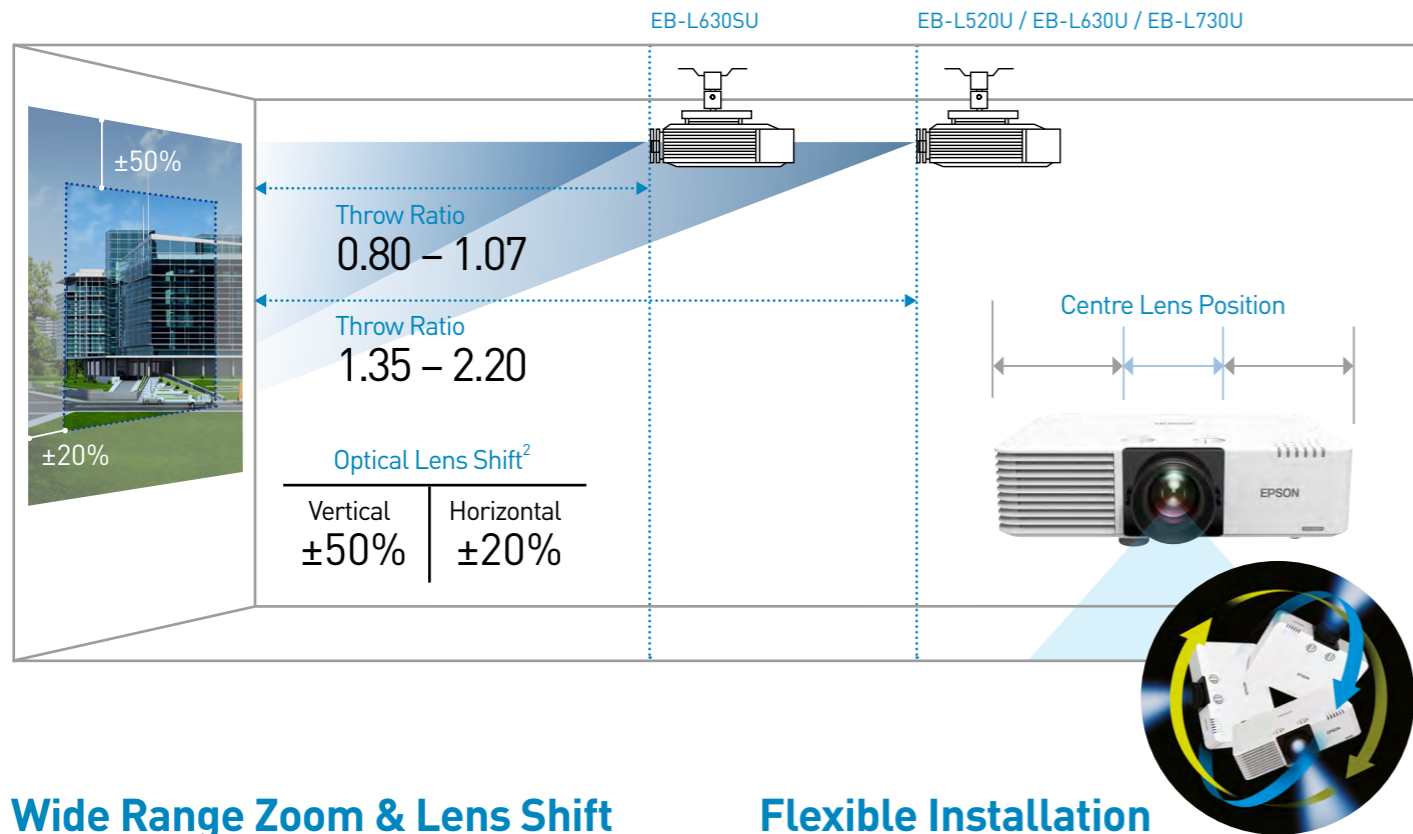 EB-L630SU
EB-L520U / EB-L630U / EB-L730U
±50%
Throw Ratio
0.80 – 1.07
Throw Ratio
1.35 – 2.20
Centre Lens Position
±20%
Optical Lens Shift²
Vertical
±50%
Horizontal
±20%
EPSON
Wide Range Zoom & Lens Shift
Flexible Installation